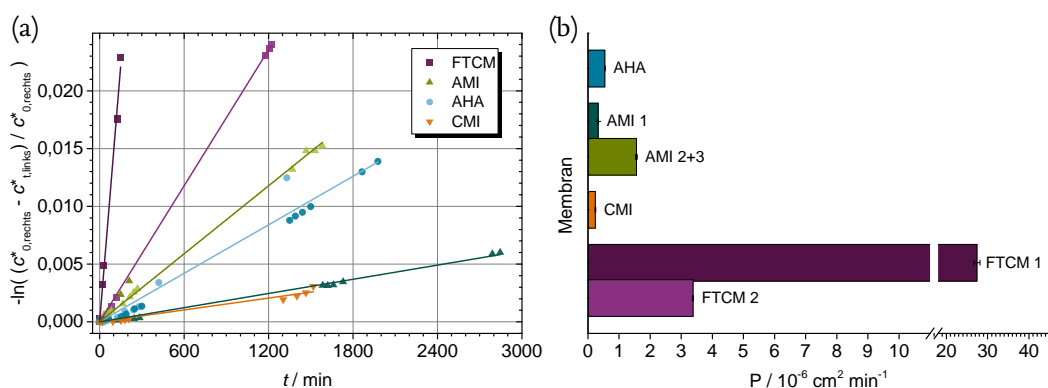 (a)
-ln( (c*0,rechts - c*t,links) / c*0,rechts )
0,020
0,015
0,010
0,005
0,000
0 600 1200 1800 2400 3000
t / min
FTCM
AMI
AHA
CMI
(b)
Membran
AHA
AMI 1
AMI 2+3
CMI
FTCM 1
FTCM 2
0 1 2 3 4 5 6 7 8 9 10 20 30 40
P / 10-6 cm2 min-1